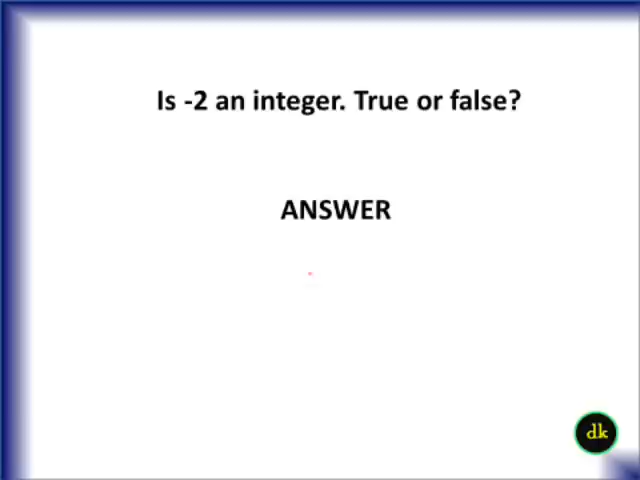 Is -2 an integer. True or false?
ANSWER
dk